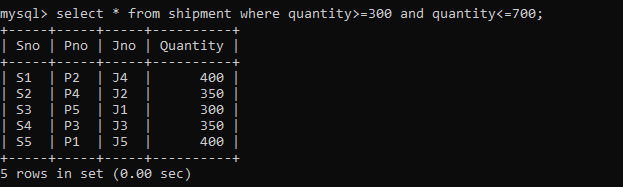 mysql> select * from shipment where quantity>=300 and quantity<=700;
+-----+-----+-----+----------+
| Sno | Pno | Jno | Quantity |
+-----+-----+-----+----------+
| S1  | P2  | J4  |      400 |
| S2  | P4  | J2  |      350 |
| S3  | P5  | J1  |      300 |
| S4  | P3  | J3  |      350 |
| S5  | P1  | J5  |      400 |
+-----+-----+-----+----------+
5 rows in set (0.00 sec)